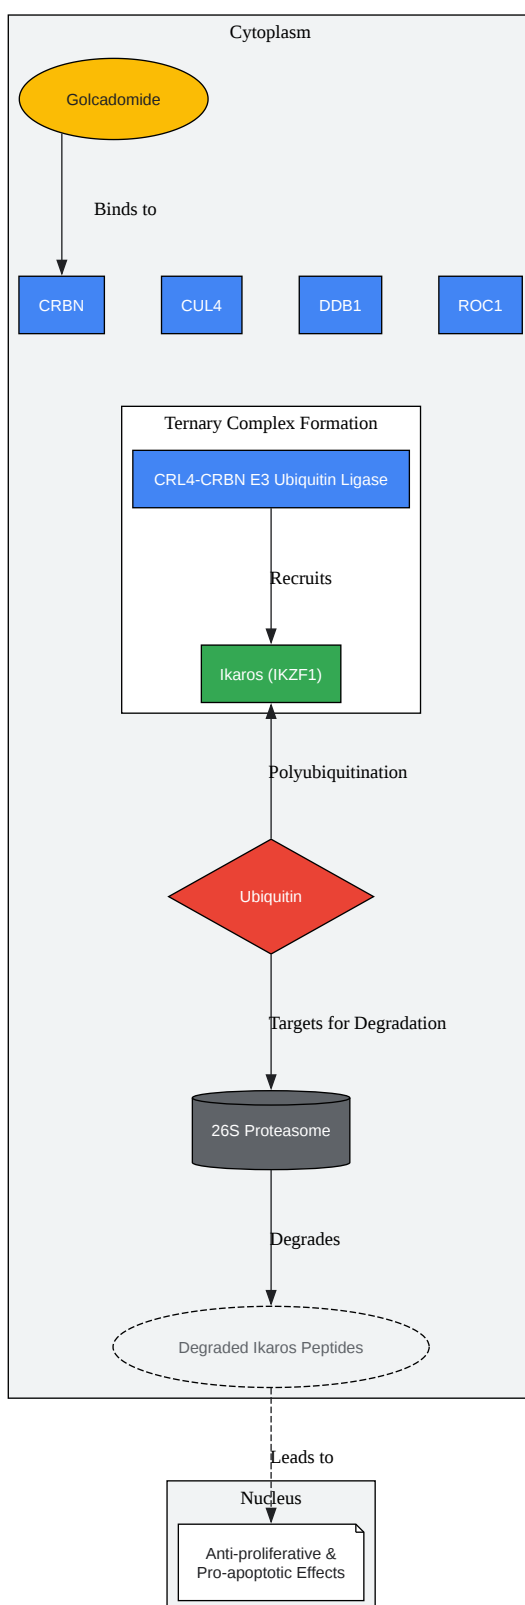 Cytoplasm
Golcadomide
Binds to
CRBN
CUL4
DDB1
ROC1
Ternary Complex Formation
CRL4-CRBN E3 Ubiquitin Ligase
Recruits
Ikaros (IKZF1)
Polyubiquitination
Ubiquitin
Targets for Degradation
26S Proteasome
Degrades
Degraded Ikaros Peptides
Leads to
Nucleus
Anti-proliferative &
Pro-apoptotic Effects